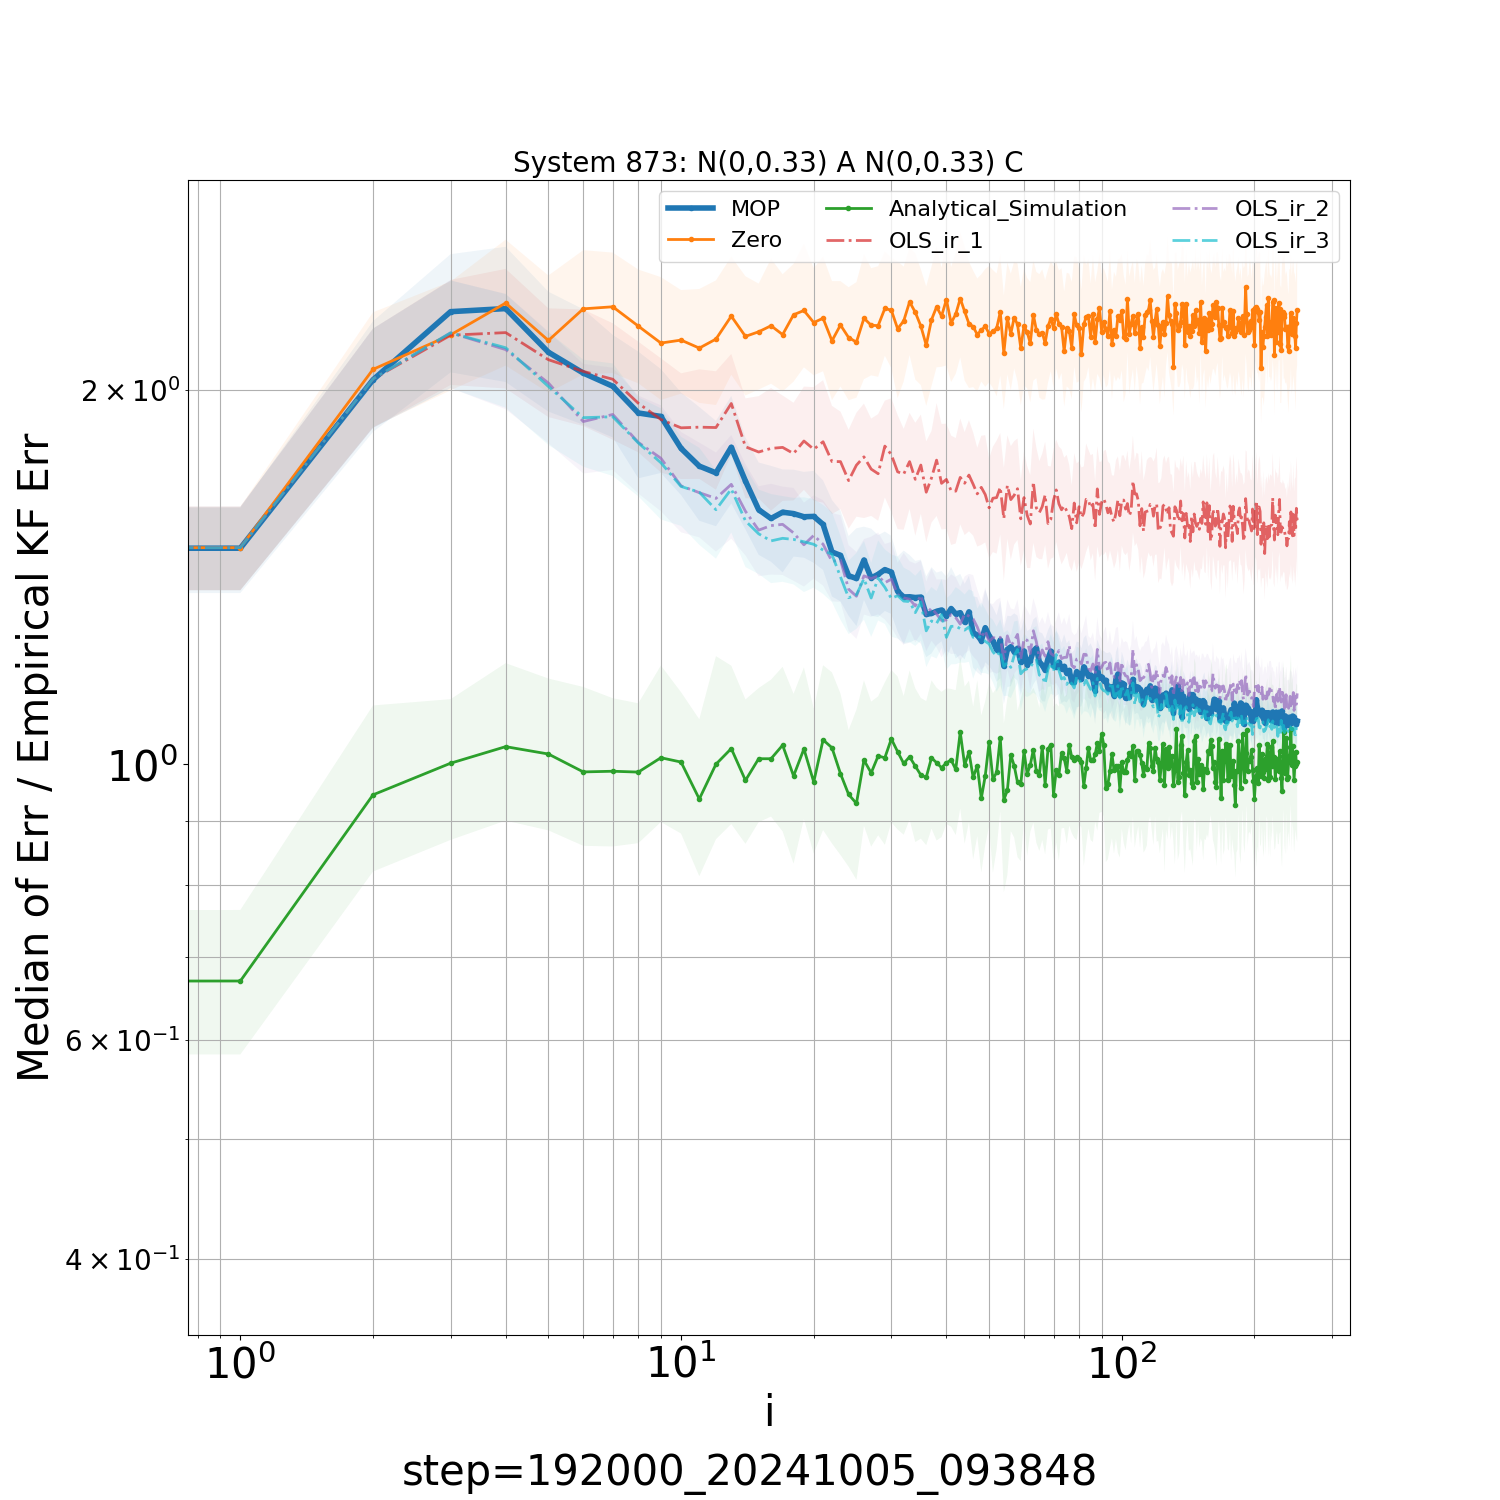 System 873: N(0,0.33) A N(0,0.33) C
MOP
Zero
Analytical_Simulation
OLS_ir_1
OLS_ir_2
OLS_ir_3
Median of Err / Empirical KF Err
2 × 10⁰
10⁰
6 × 10⁻¹
4 × 10⁻¹
10⁰ 10¹ 10²
i
step=192000_20241005_093848